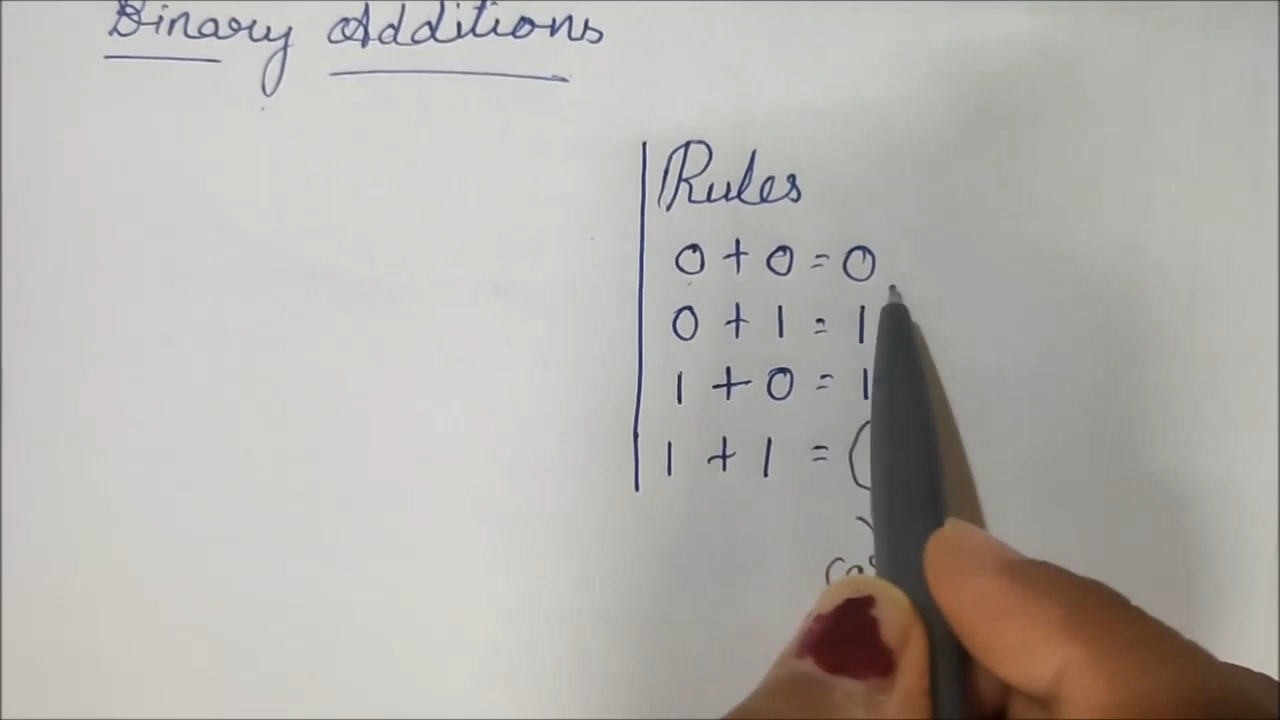 Binary Additions
Rules
0 + 0 = 0
0 + 1 = 1
1 + 0 = 1
1 + 1 = (